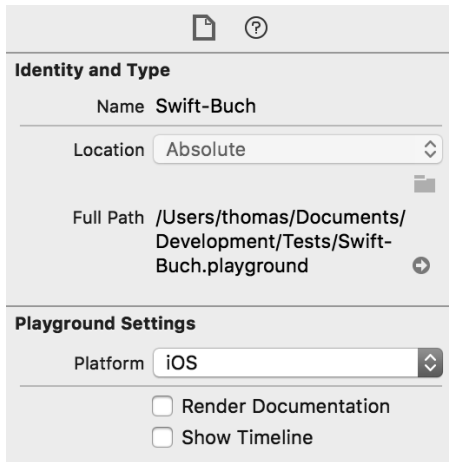 Identity and Type
Name Swift-Buch
Location Absolute
Full Path /Users/thomas/Documents/
Development/Tests/Swift-
Buch.playground
Playground Settings
Platform iOS
Render Documentation
Show Timeline